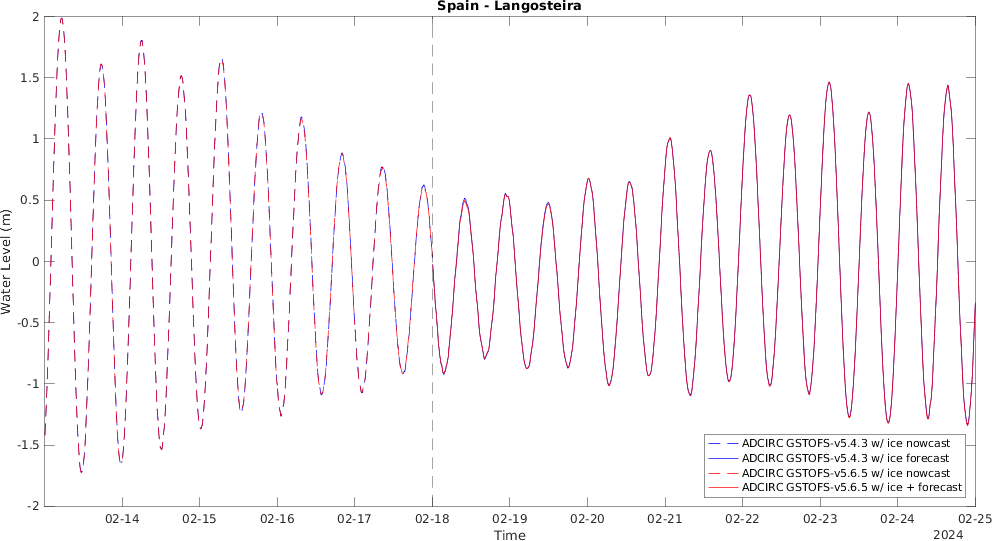 Spain - Langosteira
2
1.5
1
0.5
0
-0.5
-1
-1.5
-2
Water Level (m)
ADCIRC GSTOFS-v5.4.3 w/ ice nowcast
ADCIRC GSTOFS-v5.4.3 w/ ice forecast
ADCIRC GSTOFS-v5.6.5 w/ ice nowcast
ADCIRC GSTOFS-v5.6.5 w/ ice + forecast
02-14 02-15 02-16 02-17 02-18 02-19 02-20 02-21 02-22 02-23 02-24 02-25
Time
2024